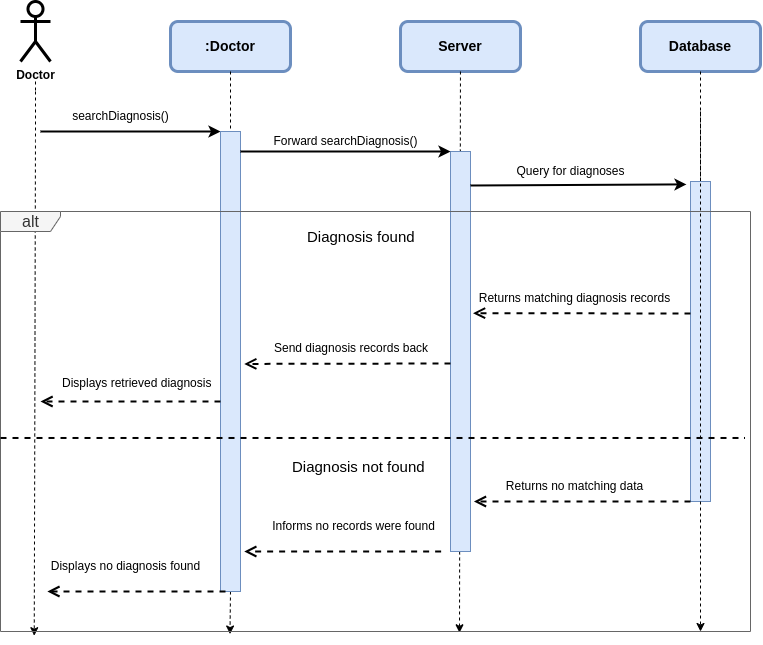 :Doctor
Server
Database
Doctor
searchDiagnosis()
Forward searchDiagnosis()
Query for diagnoses
alt
Diagnosis found
Returns matching diagnosis records
Send diagnosis records back
Displays retrieved diagnosis
Diagnosis not found
Returns no matching data
Informs no records were found
Displays no diagnosis found